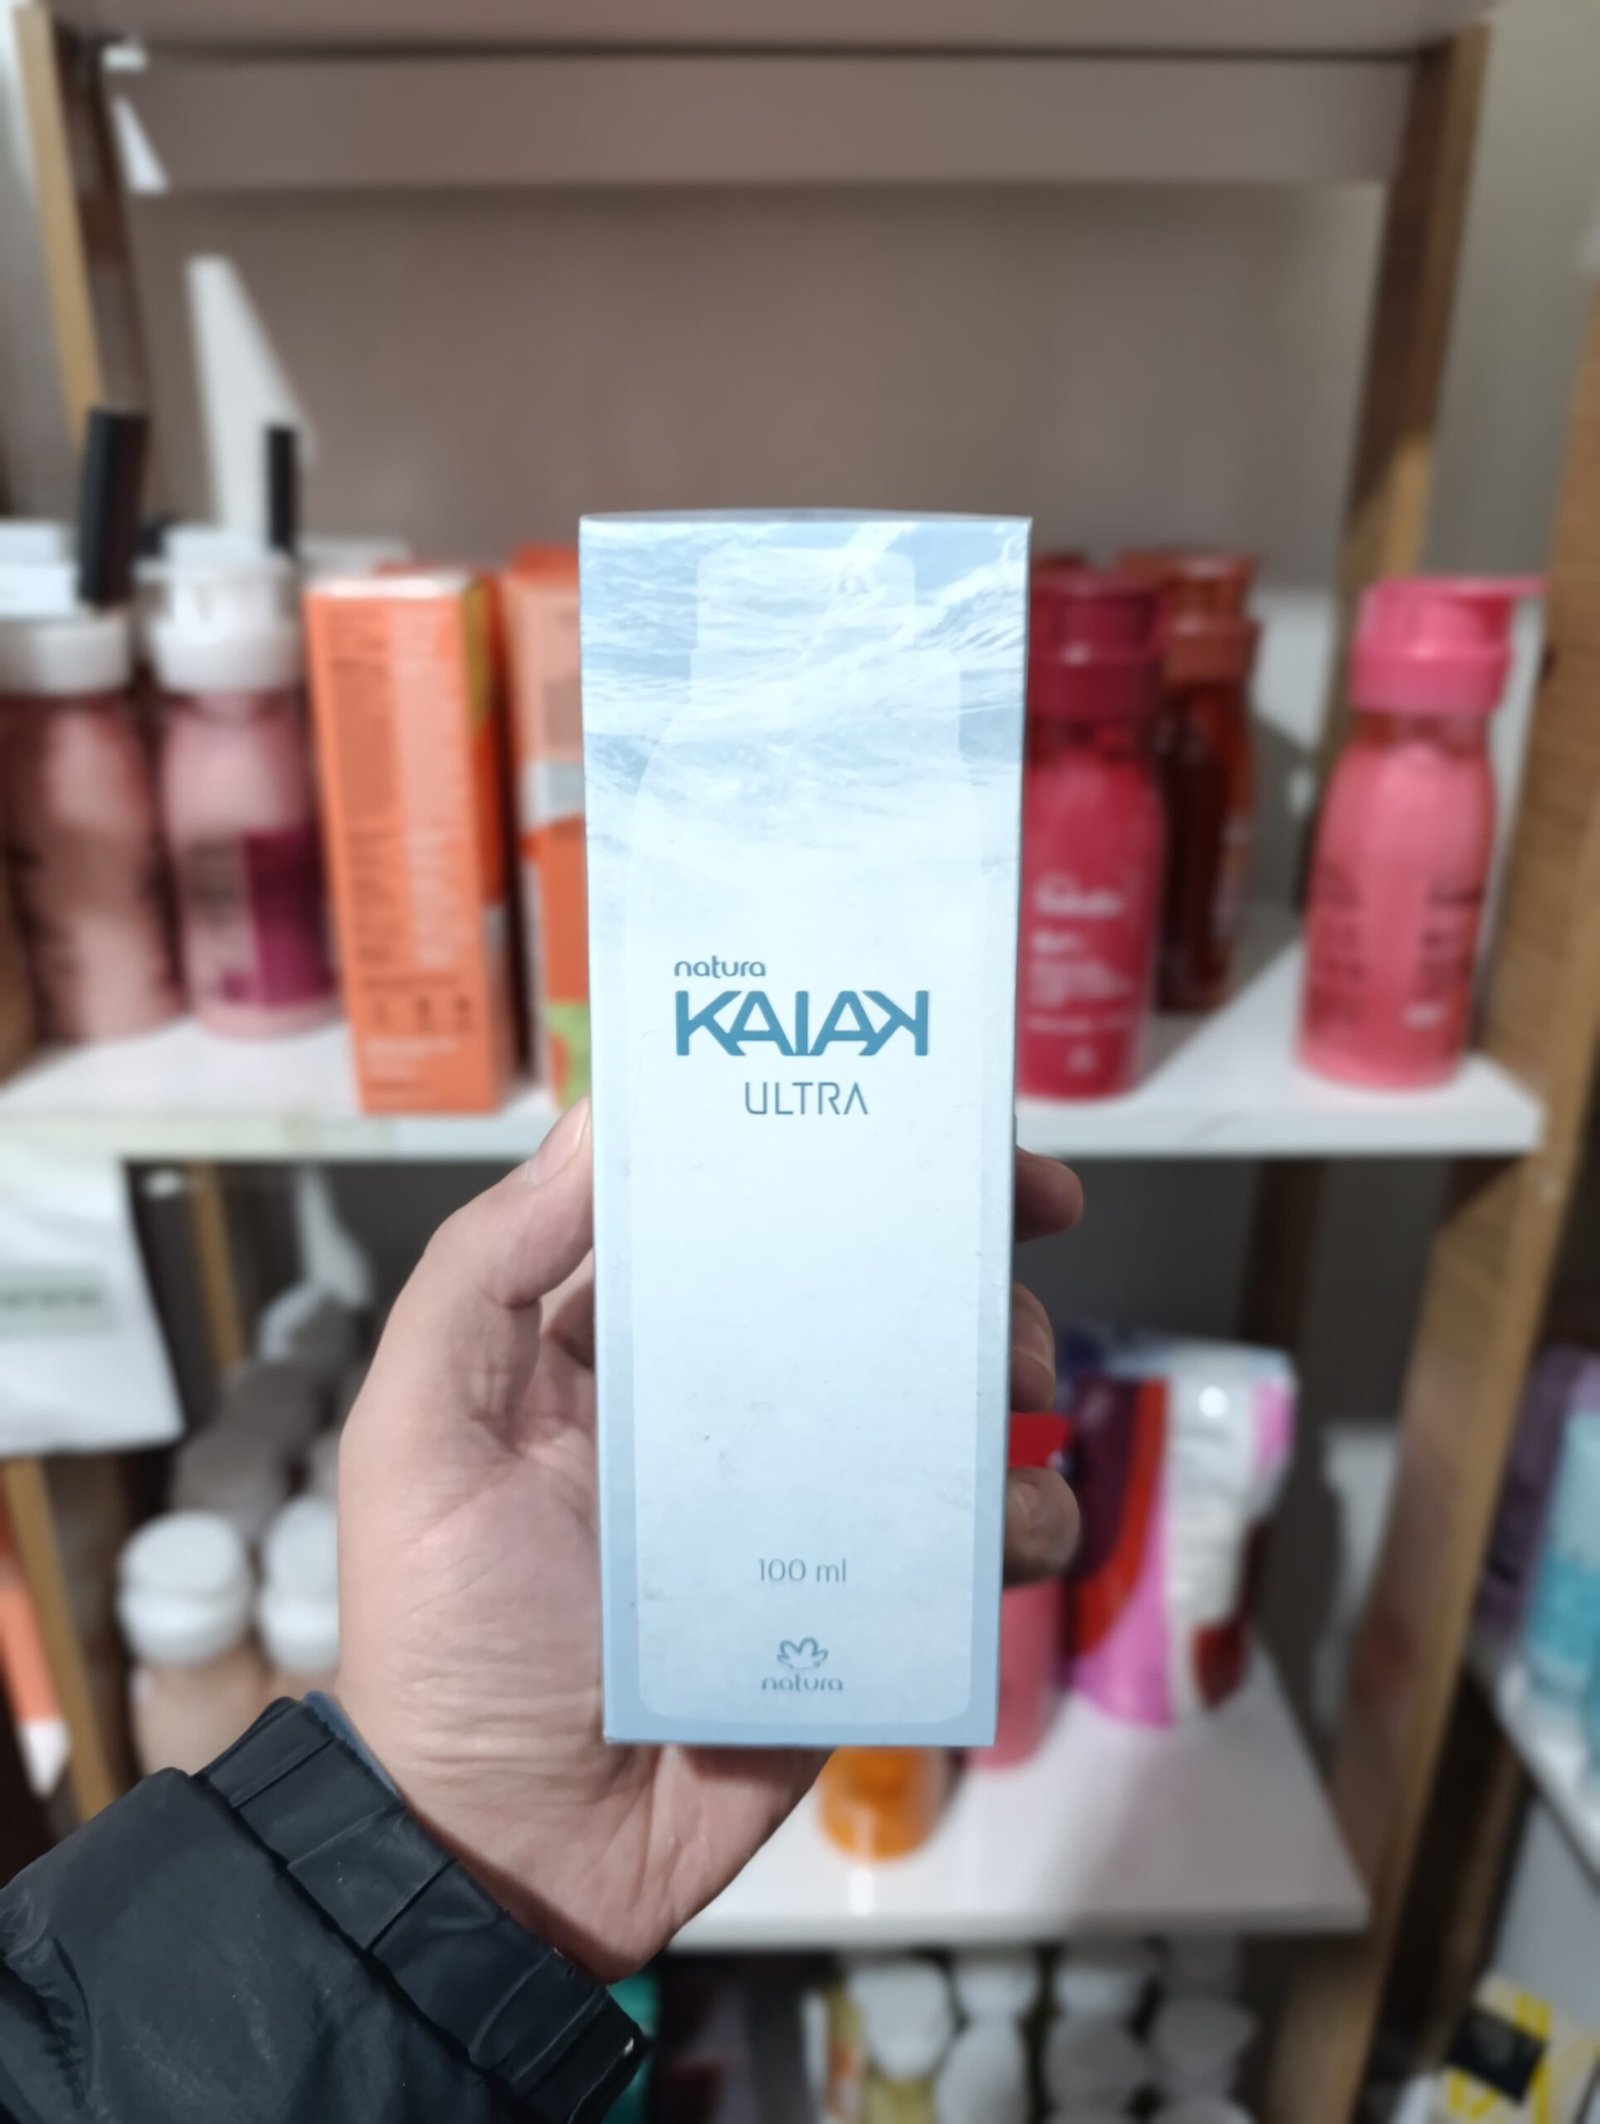 natura
KAIAK
ULTRA
100 ml
natura